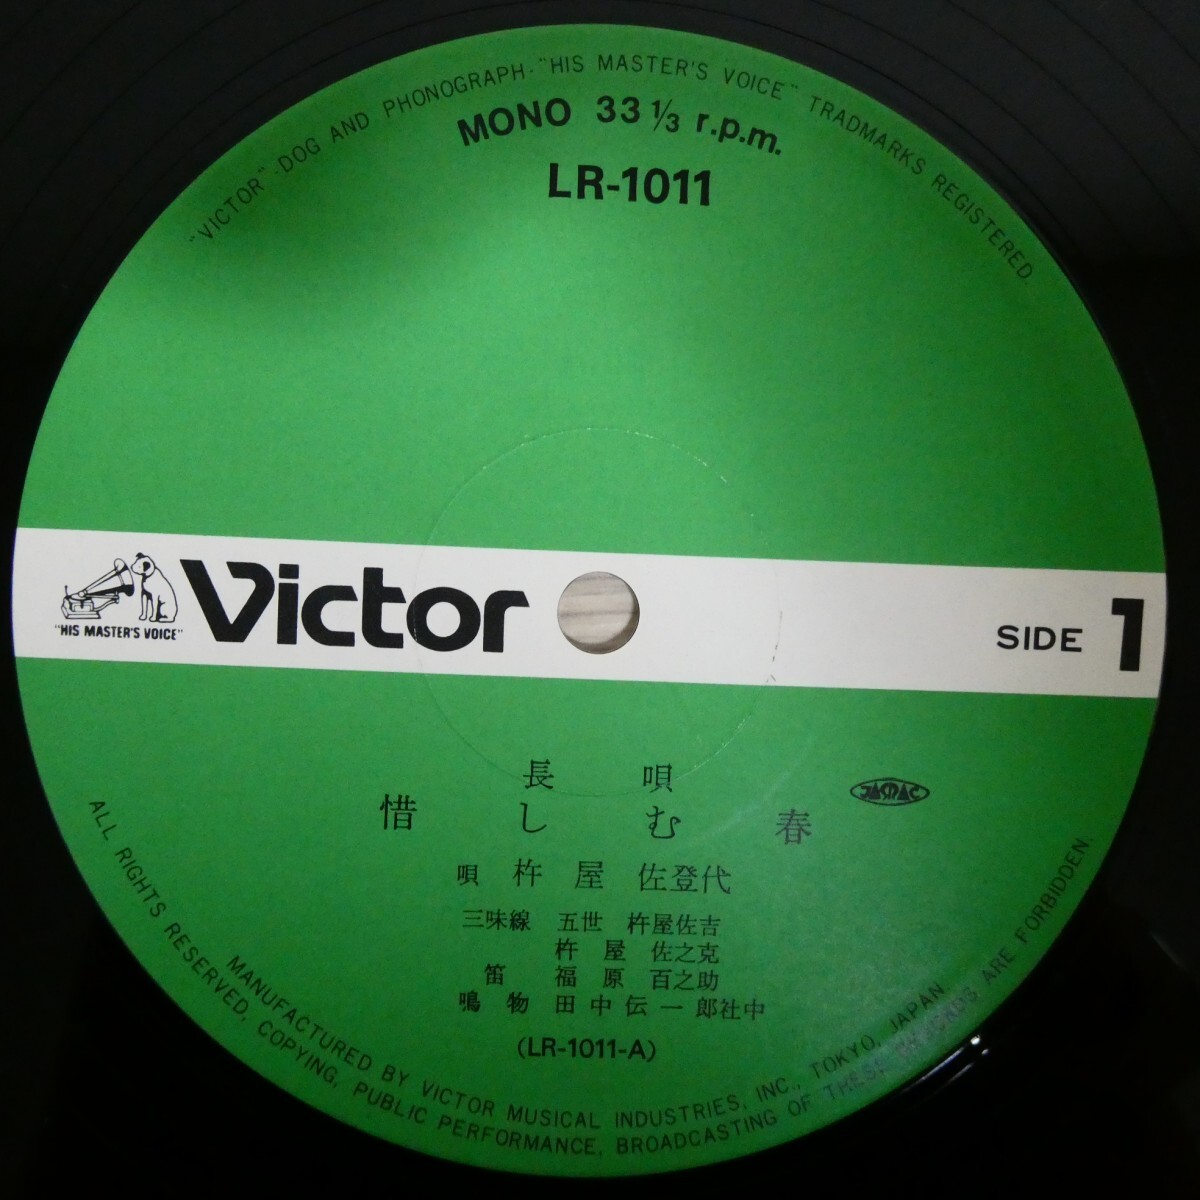 "VICTOR"-DOG AND PHONOGRAPH-"HIS MASTER'S VOICE" TRADMARKS REGISTERED.
MONO 33 1/3 r.p.m.
LR-1011
"HIS MASTER'S VOICE"
Victor
SIDE 1
長唄
JASRAC
惜しむ春
唄 杵屋 佐登代
三味線 五世 杵屋佐吉
杵屋 佐之克
笛 福原 百之助
鳴物 田中伝一郎社中
(LR-1011-A)
MANUFACTURED BY VICTOR MUSICAL INDUSTRIES, INC., TOKYO, JAPAN
ALL RIGHTS RESERVED, COPYING, PUBLIC PERFORMANCE, BROADCASTING OF THESE RECORDS ARE FORBIDDEN.